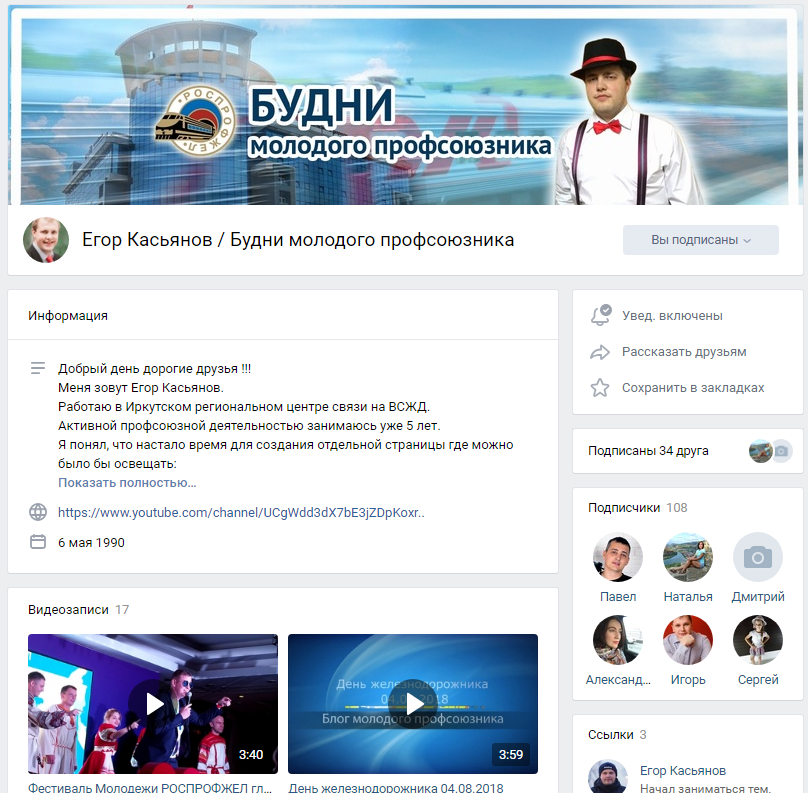 РОСПРОФЖЕЛ
БУДНИ
молодого профсоюзника
Егор Касьянов / Будни молодого профсоюзника
Вы подписаны
Информация
Добрый день дорогие друзья !!!
Меня зовут Егор Касьянов.
Работаю в Иркутском региональном центре связи на ВСЖД.
Активной профсоюзной деятельностью занимаюсь уже 5 лет.
Я понял, что настало время для создания отдельной страницы где можно
было бы освещать:
Показать полностью…
https://www.youtube.com/channel/UCgWdd3dX7bE3jZDpKoxr..
6 мая 1990
Видеозаписи 17
3:40
Фестиваль Молодежи РОСПРОФЖЕЛ гл...
День железнодорожника
04.08.2018
Блог молодого профсоюзника
3:59
День железнодорожника 04.08.2018
Увед. включены
Рассказать друзьям
Сохранить в закладках
Подписаны 34 друга
Подписчики 108
Павел
Наталья
Дмитрий
Александ...
Игорь
Сергей
Ссылки 3
Егор Касьянов
Начал заниматься тем,